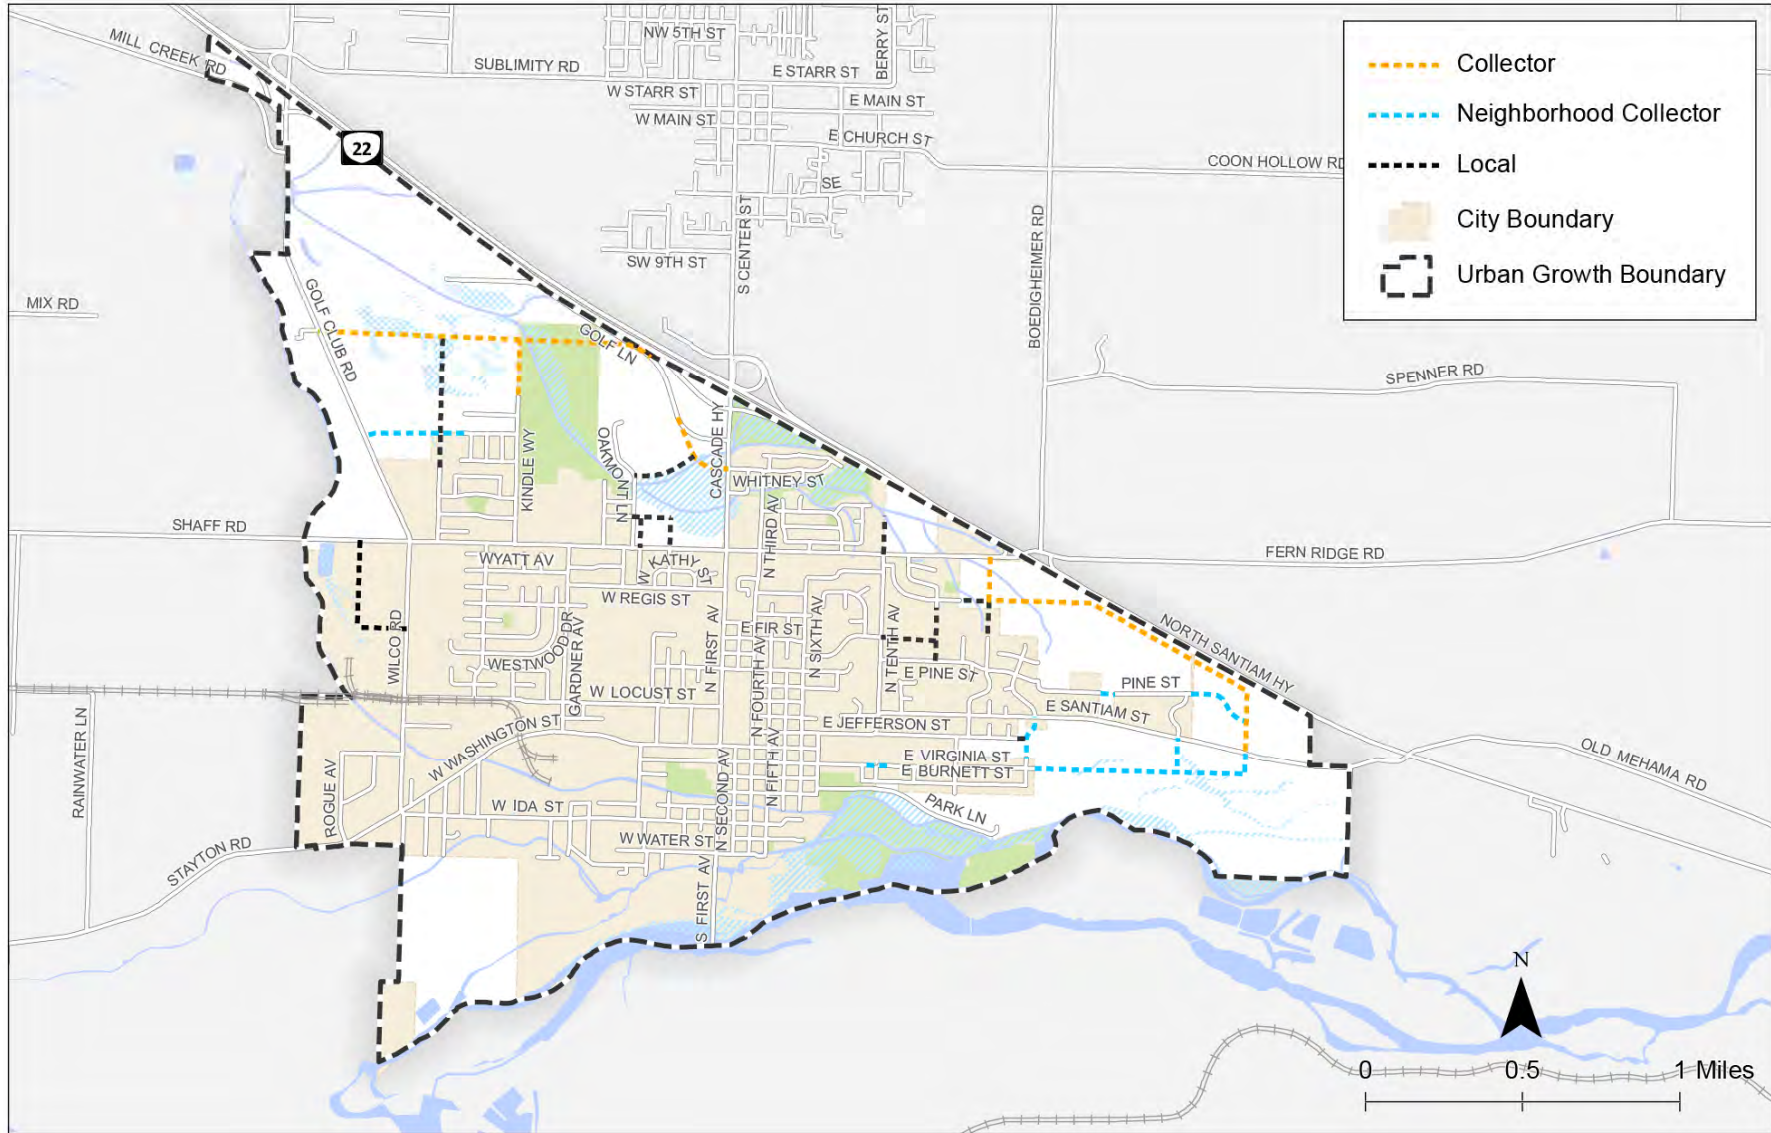 NW 5TH ST
BERRY ST
MILL CREEK RD
SUBLIMITY RD
E STARR ST
W STARR ST
E MAIN ST
W MAIN ST
E CHURCH ST
22
COON HOLLOW RD
SE
S CENTER ST
SW 9TH ST
BOEDIGHEIMER RD
MIX RD
GOLF CLUB RD
GOLF LN
SPENNER RD
CASCADE HY
OAKMONT LN
KINDLE WY
WHITNEY ST
N THIRD AV
SHAFF RD
FERN RIDGE RD
WYATT AV
W KATHY ST
W REGIS ST
WILCO RD
WESTWOOD DR
GARDNER AV
N FIRST AV
E FIR ST
N SIXTH AV
N TENTH AV
NORTH SANTIAM HY
E PINE ST
PINE ST
W LOCUST ST
N FOURTH AV
E SANTIAM ST
E JEFFERSON ST
RAINWATER LN
W WASHINGTON ST
E VIRGINIA ST
E BURNETT ST
OLD MEHAMA RD
ROGUE AV
N SECOND AV
N FIFTH AV
W IDA ST
PARK LN
W WATER ST
STAYTON RD
S FIRST AV
Collector
Neighborhood Collector
Local
City Boundary
Urban Growth Boundary
N
0 0.5 1 Miles